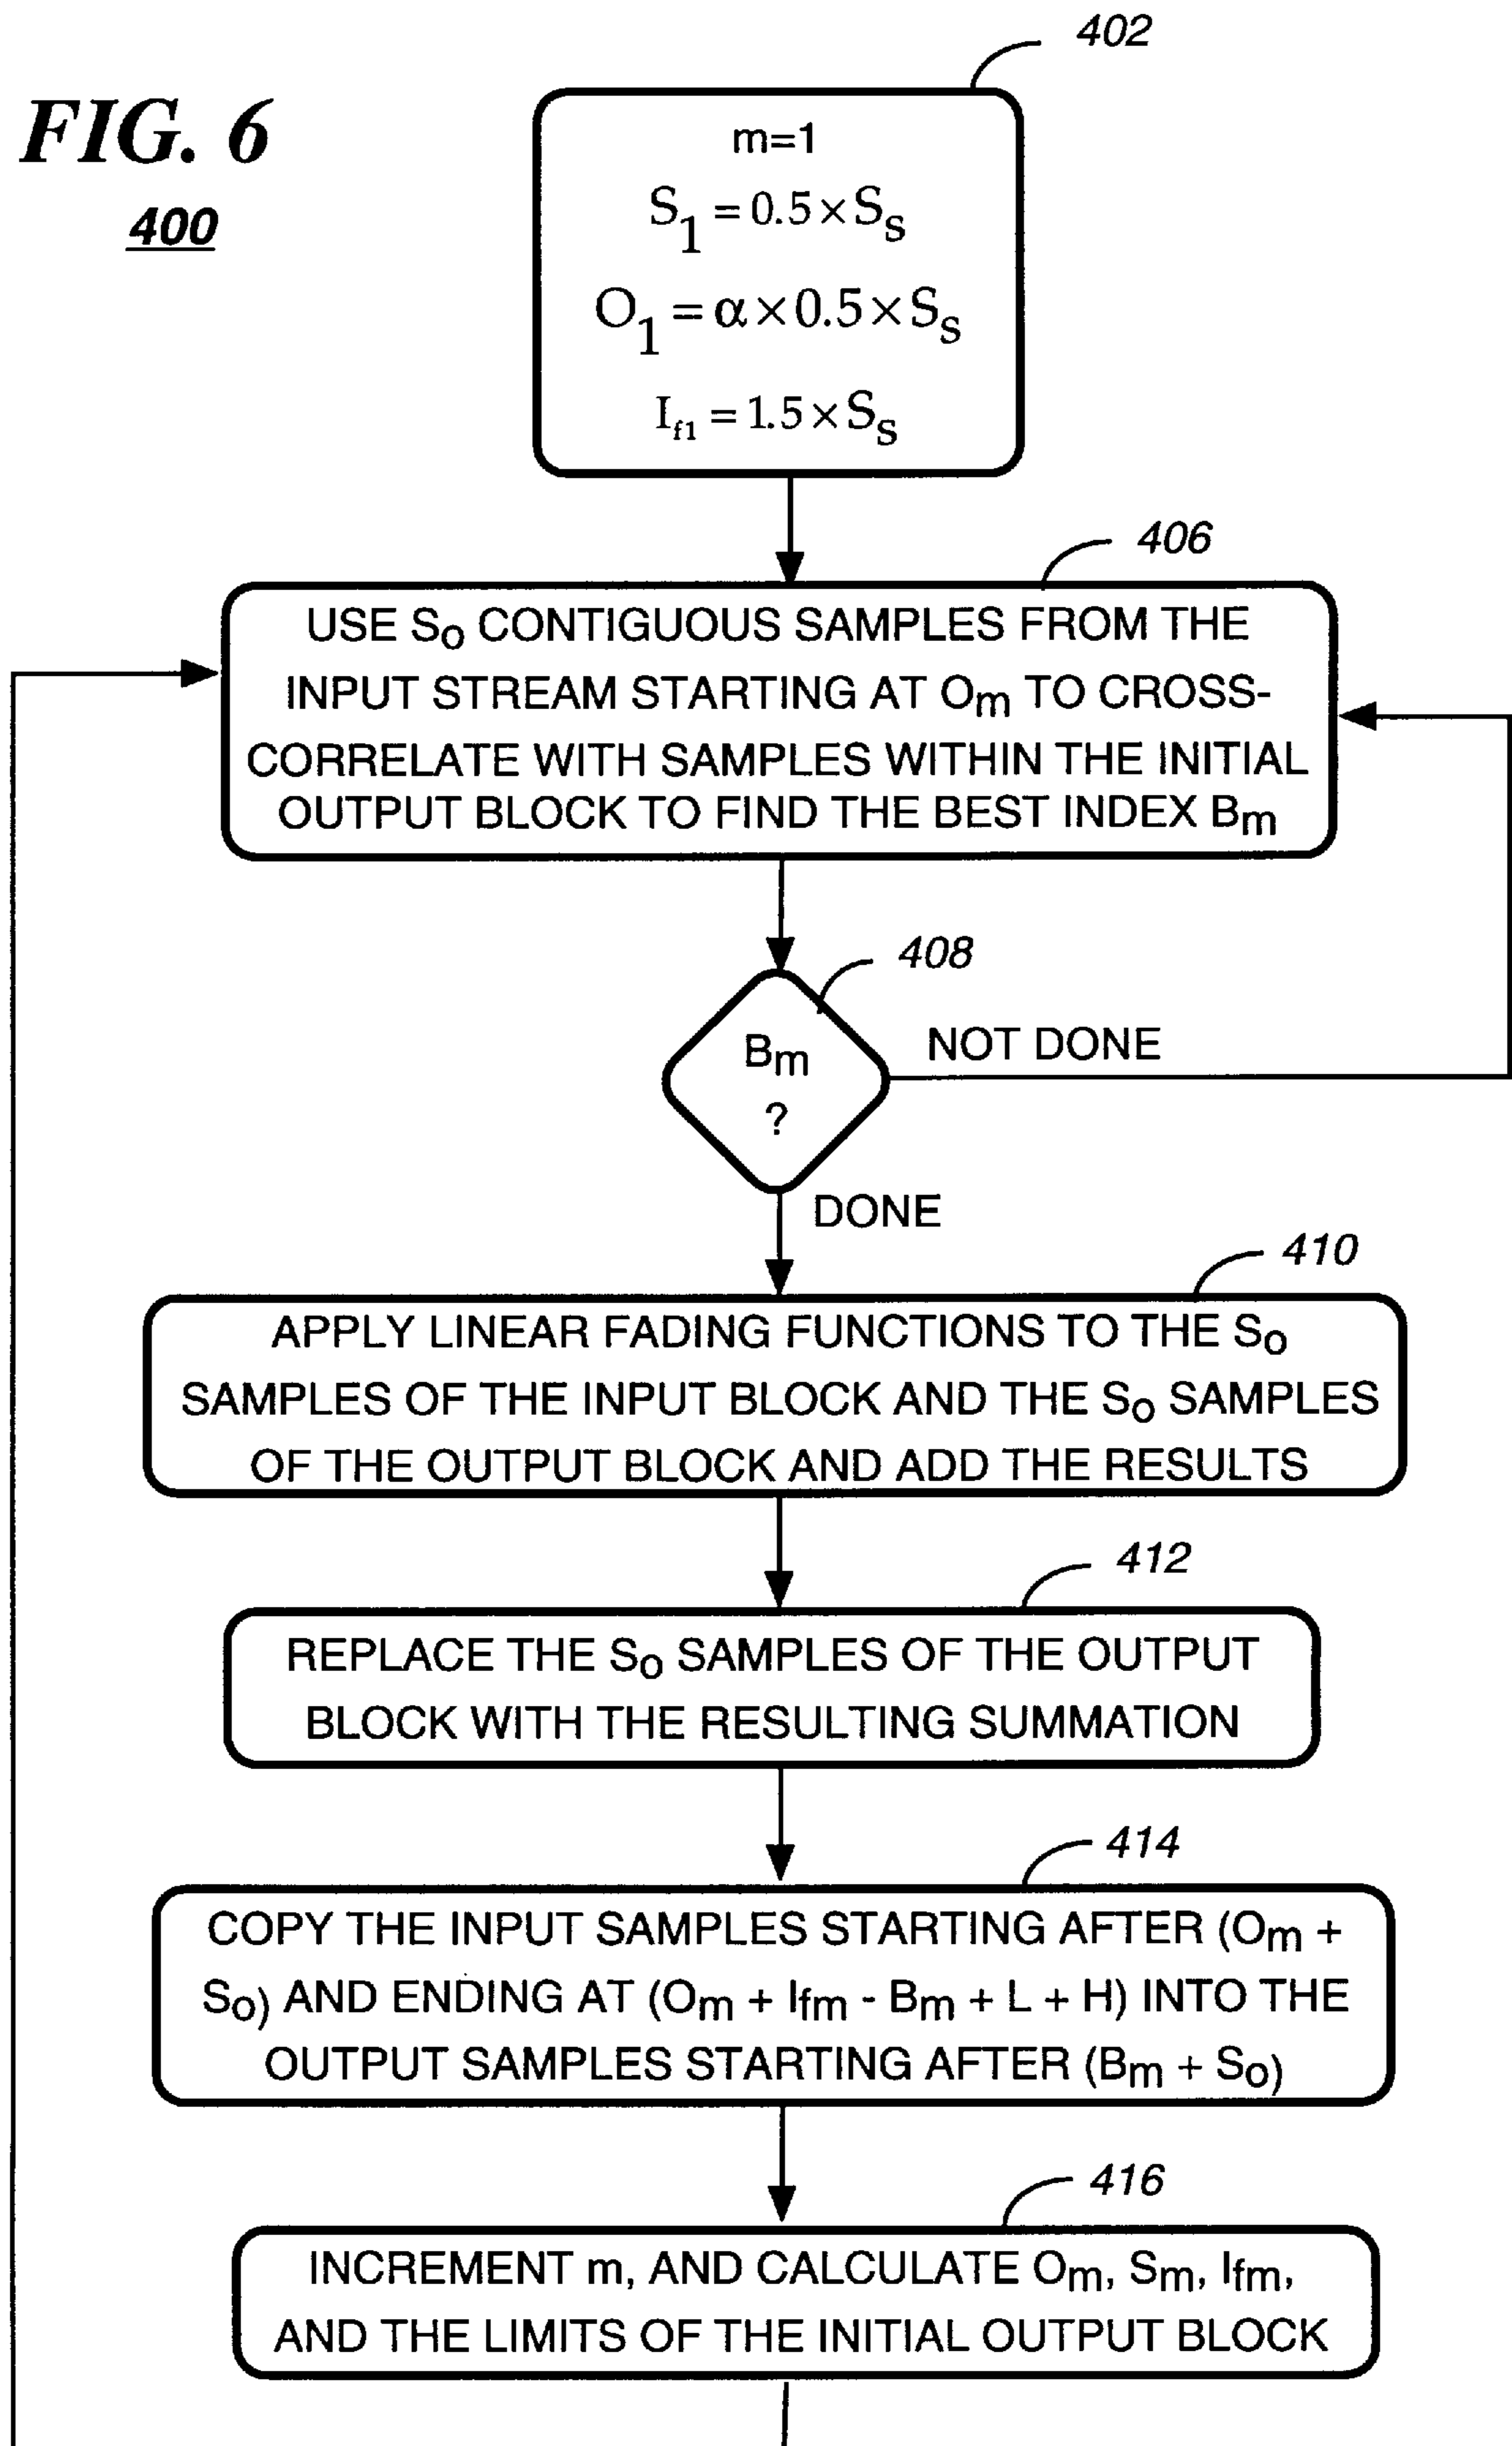 402
FIG. 6
400
m=1
S₁ = 0.5 × Sₛ
O₁ = α × 0.5 × Sₛ
I_f1 = 1.5 × Sₛ
406
USE Sₒ CONTIGUOUS SAMPLES FROM THE
INPUT STREAM STARTING AT Oₘ TO CROSS-
CORRELATE WITH SAMPLES WITHIN THE INITIAL
OUTPUT BLOCK TO FIND THE BEST INDEX Bₘ
408
Bₘ
?
NOT DONE
DONE
410
APPLY LINEAR FADING FUNCTIONS TO THE Sₒ
SAMPLES OF THE INPUT BLOCK AND THE Sₒ SAMPLES
OF THE OUTPUT BLOCK AND ADD THE RESULTS
412
REPLACE THE Sₒ SAMPLES OF THE OUTPUT
BLOCK WITH THE RESULTING SUMMATION
414
COPY THE INPUT SAMPLES STARTING AFTER (Oₘ +
Sₒ) AND ENDING AT (Oₘ + I_fm - Bₘ + L + H) INTO THE
OUTPUT SAMPLES STARTING AFTER (Bₘ + Sₒ)
416
INCREMENT m, AND CALCULATE Oₘ, Sₘ, I_fm,
AND THE LIMITS OF THE INITIAL OUTPUT BLOCK